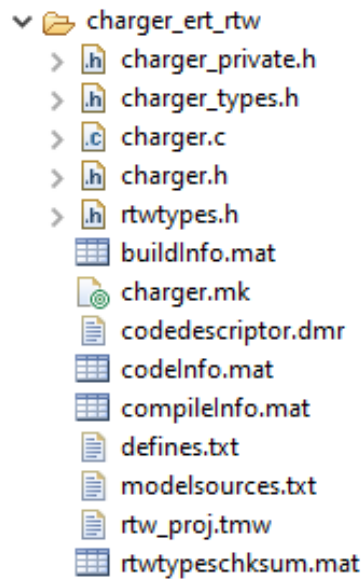 charger_ert_rtw
.h charger_private.h
.h charger_types.h
.c charger.c
.h charger.h
.h rtwtypes.h
buildInfo.mat
charger.mk
codedescriptor.dmr
codeInfo.mat
compileInfo.mat
defines.txt
modelsources.txt
rtw_proj.tmw
rtwtypeschksum.mat